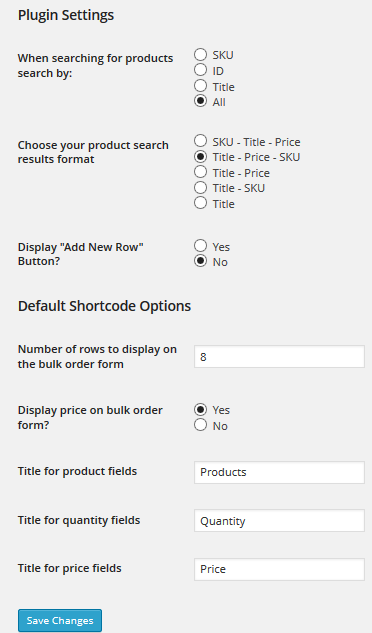 Plugin Settings
When searching for products
search by:
SKU
ID
Title
All
Choose your product search
results format
SKU - Title - Price
Title - Price - SKU
Title - Price
Title - SKU
Title
Display "Add New Row"
Button?
Yes
No
Default Shortcode Options
Number of rows to display on
the bulk order form
8
Display price on bulk order
form?
Yes
No
Title for product fields
Products
Title for quantity fields
Quantity
Title for price fields
Price
Save Changes